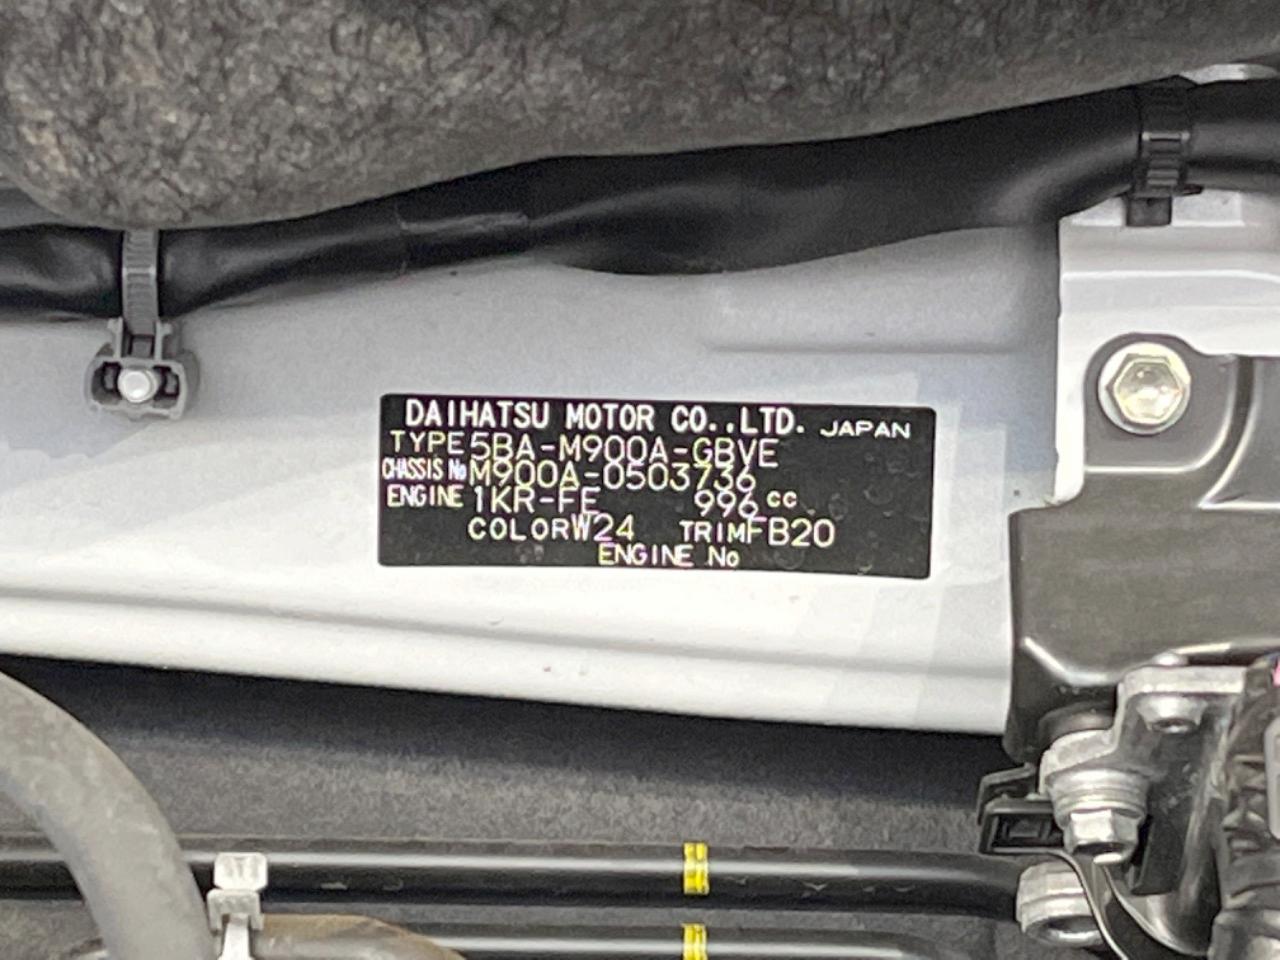 DAIHATSU MOTOR CO.,LTD. JAPAN
TYPE 5BA-M900A-GBVE
CHASSIS No M900A-0503736
ENGINE 1KR-FE 996 cc
COLOR W24 TRIM FB20
ENGINE No